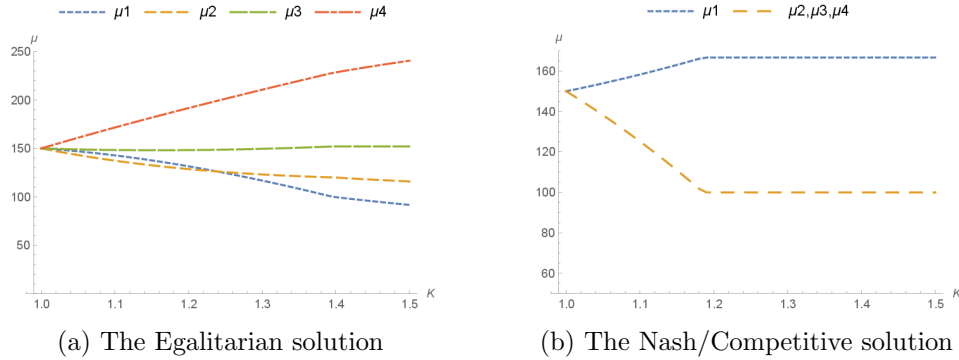 μ1 μ2 μ3 μ4
μ
250
200
150
100
50
1.0 1.1 1.2 1.3 1.4 1.5
K
(a) The Egalitarian solution
μ1 μ2,μ3,μ4
μ
160
140
120
100
80
60
1.0 1.1 1.2 1.3 1.4 1.5
K
(b) The Nash/Competitive solution